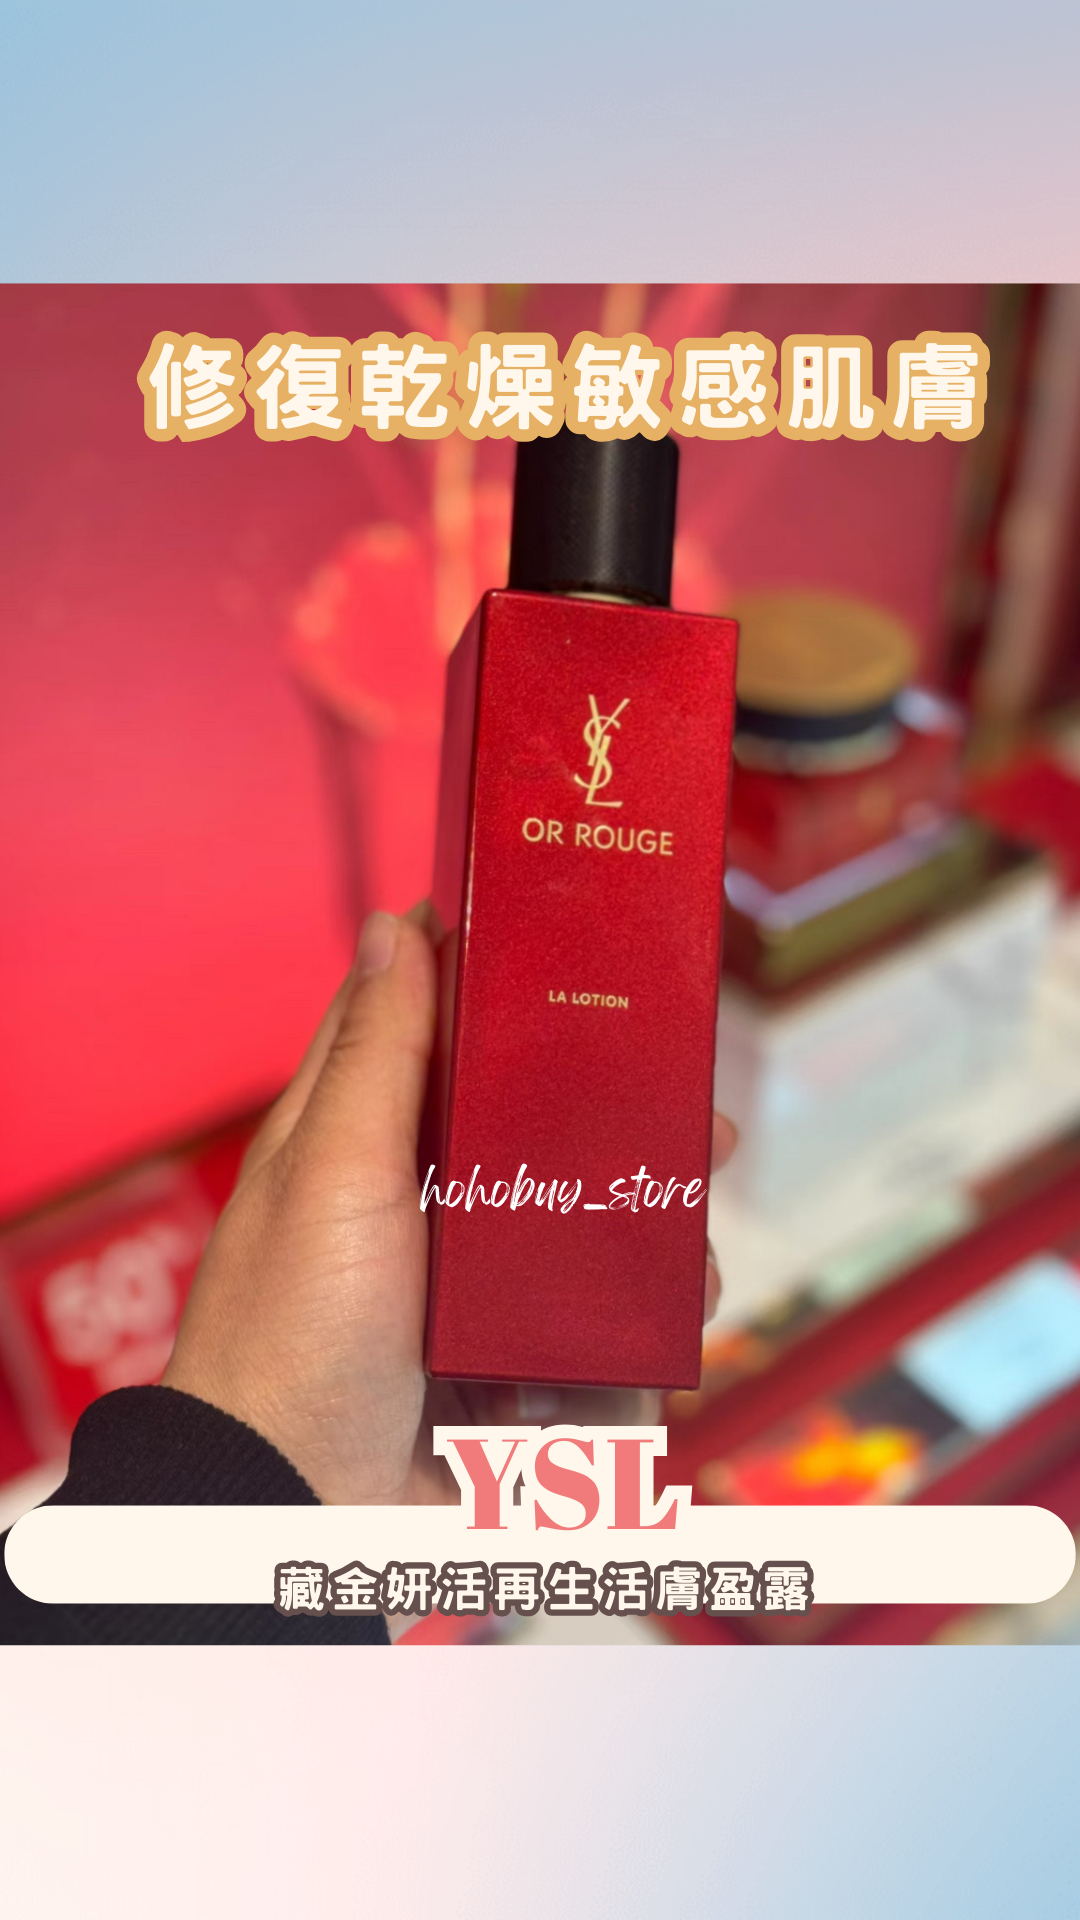 修復乾燥敏感肌膚
YSL
OR ROUGE
LA LOTION
hohobuy_store
50%
YSL
藏金妍活再生活膚盈露